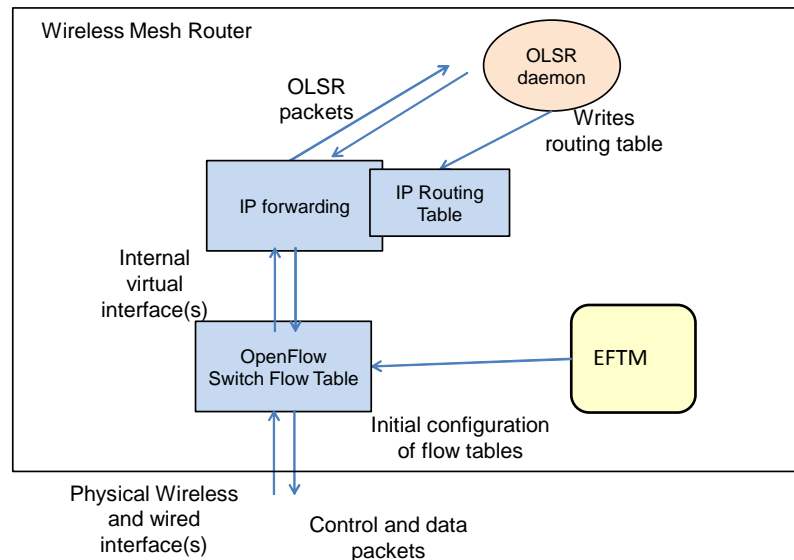 Wireless Mesh Router
OLSR
daemon
OLSR
packets
Writes
routing table
IP forwarding
IP Routing
Table
Internal
virtual
interface(s)
OpenFlow
Switch Flow Table
EFTM
Initial configuration
of flow tables
Physical Wireless
and wired
interface(s)
Control and data
packets